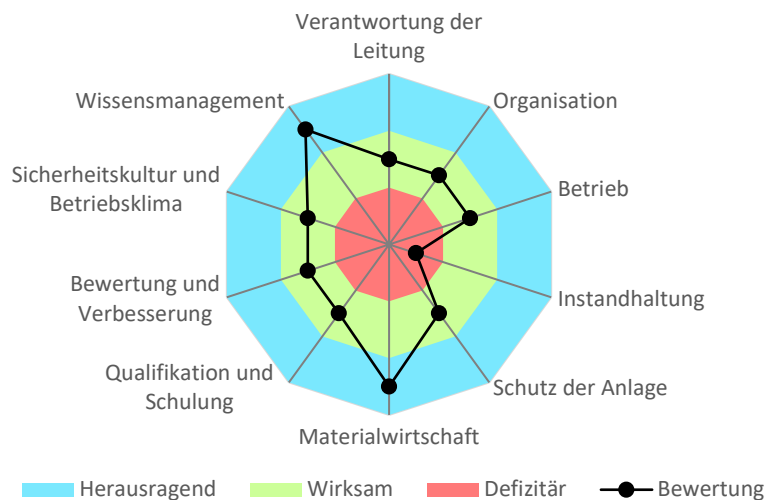 Verantwortung der
Leitung
Wissensmanagement
Organisation
Sicherheitskultur und
Betriebsklima
Betrieb
Bewertung und
Verbesserung
Instandhaltung
Qualifikation und
Schulung
Schutz der Anlage
Materialwirtschaft
Herausragend
Wirksam
Defizitär
Bewertung